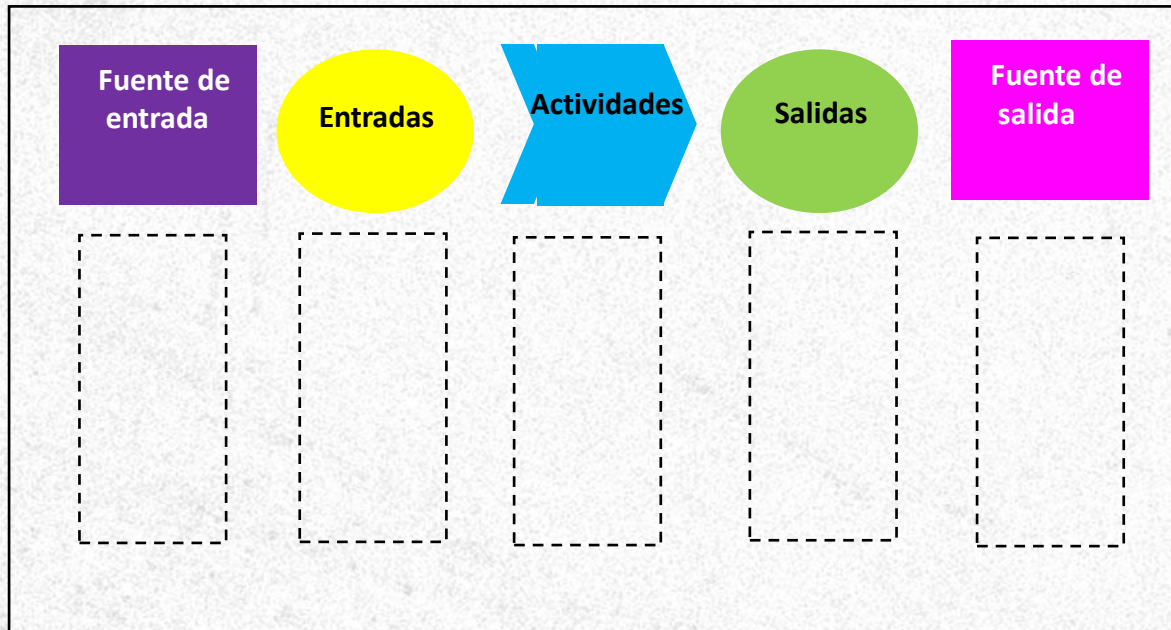 Fuente de
entrada
Entradas
Actividades
Salidas
Fuente de
salida